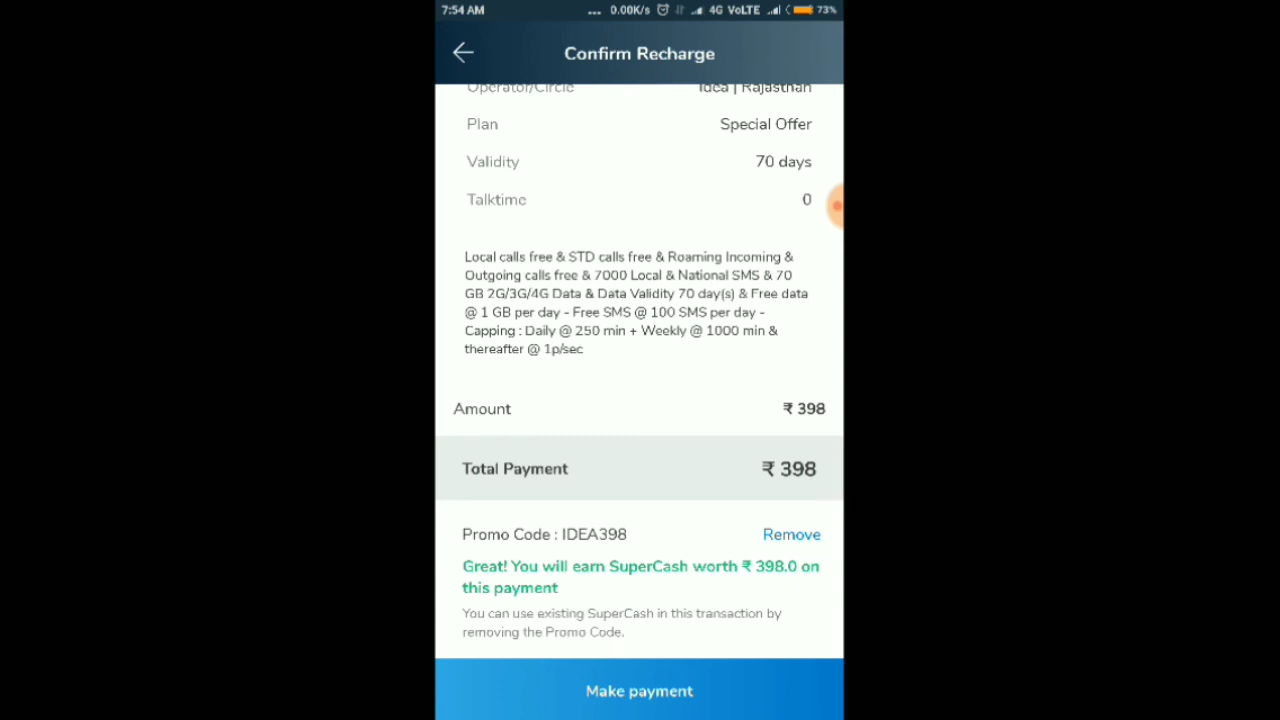 7:54 AM ... 0.00K/s 4G VoLTE 73%
Confirm Recharge
Operator/Circle Idea | Rajasthan
Plan Special Offer
Validity 70 days
Talktime 0
Local calls free & STD calls free & Roaming Incoming &
Outgoing calls free & 7000 Local & National SMS & 70
GB 2G/3G/4G Data & Data Validity 70 day(s) & Free data
@ 1 GB per day - Free SMS @ 100 SMS per day -
Capping : Daily @ 250 min + Weekly @ 1000 min &
thereafter @ 1p/sec
Amount ₹ 398
Total Payment ₹ 398
Promo Code : IDEA398 Remove
Great! You will earn SuperCash worth ₹ 398.0 on
this payment
You can use existing SuperCash in this transaction by
removing the Promo Code.
Make payment